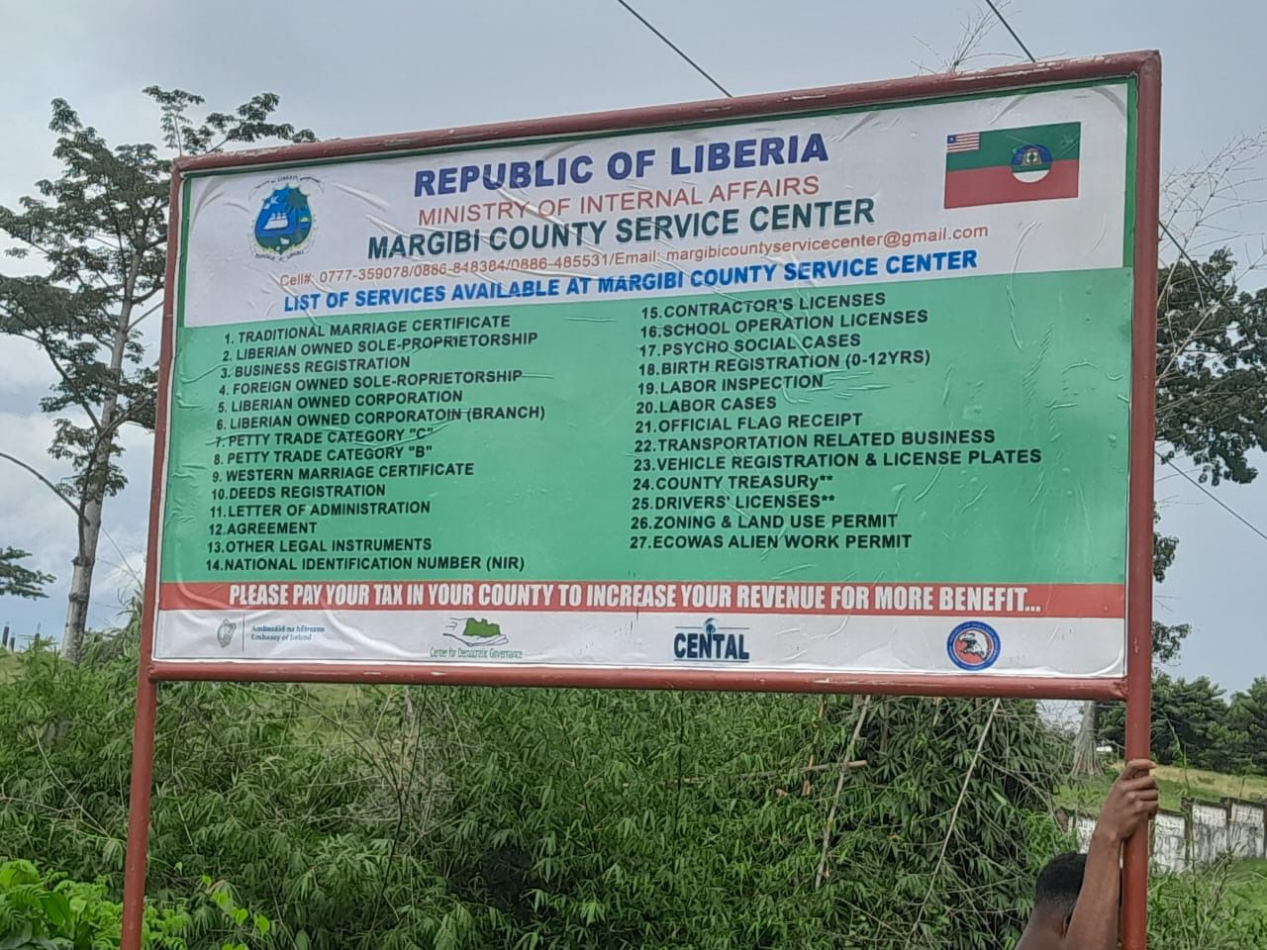 REPUBLIC OF LIBERIA
MINISTRY OF INTERNAL AFFAIRS
MARGIBI COUNTY SERVICE CENTER
Cell#: 0777-359078/0886-848384/0886-485531/Email: margibicountyservicecenter@gmail.com
LIST OF SERVICES AVAILABLE AT MARGIBI COUNTY SERVICE CENTER
1. TRADITIONAL MARRIAGE CERTIFICATE
2. LIBERIAN OWNED SOLE-PROPRIETORSHIP
3. BUSINESS REGISTRATION
4. FOREIGN OWNED SOLE-ROPRIETORSHIP
5. LIBERIAN OWNED CORPORATION
6. LIBERIAN OWNED CORPORATOIN (BRANCH)
7. PETTY TRADE CATEGORY "C"
8. PETTY TRADE CATEGORY "B"
9. WESTERN MARRIAGE CERTIFICATE
10.DEEDS REGISTRATION
11.LETTER OF ADMINISTRATION
12.AGREEMENT
13.OTHER LEGAL INSTRUMENTS
14.NATIONAL IDENTIFICATION NUMBER (NIR)
15.CONTRACTOR'S LICENSES
16.SCHOOL OPERATION LICENSES
17.PSYCHO SOCIAL CASES
18.BIRTH REGISTRATION (0-12YRS)
19.LABOR INSPECTION
20.LABOR CASES
21.OFFICIAL FLAG RECEIPT
22.TRANSPORTATION RELATED BUSINESS
23.VEHICLE REGISTRATION & LICENSE PLATES
24.COUNTY TREASURy**
25.DRIVERS' LICENSES**
26.ZONING & LAND USE PERMIT
27.ECOWAS ALIEN WORK PERMIT
PLEASE PAY YOUR TAX IN YOUR COUNTY TO INCREASE YOUR REVENUE FOR MORE BENEFIT...
Ambasáid na hÉireann
Embassy of Ireland
Center for Democratic Governance
CENTAL